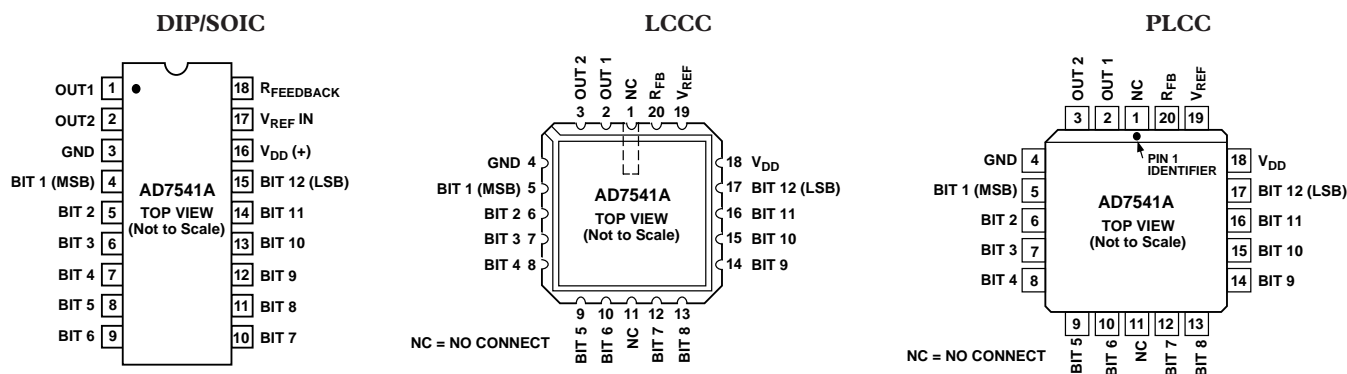 DIP/SOIC
OUT1 1
18 RFEEDBACK
OUT2 2
17 VREF IN
GND 3
16 VDD (+)
BIT 1 (MSB) 4
AD7541A
15 BIT 12 (LSB)
BIT 2 5
TOP VIEW
14 BIT 11
(Not to Scale)
BIT 3 6
13 BIT 10
BIT 4 7
12 BIT 9
BIT 5 8
11 BIT 8
BIT 6 9
10 BIT 7
LCCC
OUT 2
OUT 1
NC
RFB
VREF
3 2 1 20 19
GND 4
18 VDD
BIT 1 (MSB) 5
AD7541A
17 BIT 12 (LSB)
BIT 2 6
TOP VIEW
(Not to Scale)
16 BIT 11
BIT 3 7
15 BIT 10
BIT 4 8
14 BIT 9
9 10 11 12 13
BIT 5
BIT 6
NC
BIT 7
BIT 8
NC = NO CONNECT
PLCC
OUT 2
OUT 1
NC
RFB
VREF
3 2 1 20 19
PIN 1
IDENTIFIER
GND 4
18 VDD
BIT 1 (MSB) 5
AD7541A
17 BIT 12 (LSB)
BIT 2 6
TOP VIEW
(Not to Scale)
16 BIT 11
BIT 3 7
15 BIT 10
BIT 4 8
14 BIT 9
9 10 11 12 13
BIT 5
BIT 6
NC
BIT 7
BIT 8
NC = NO CONNECT